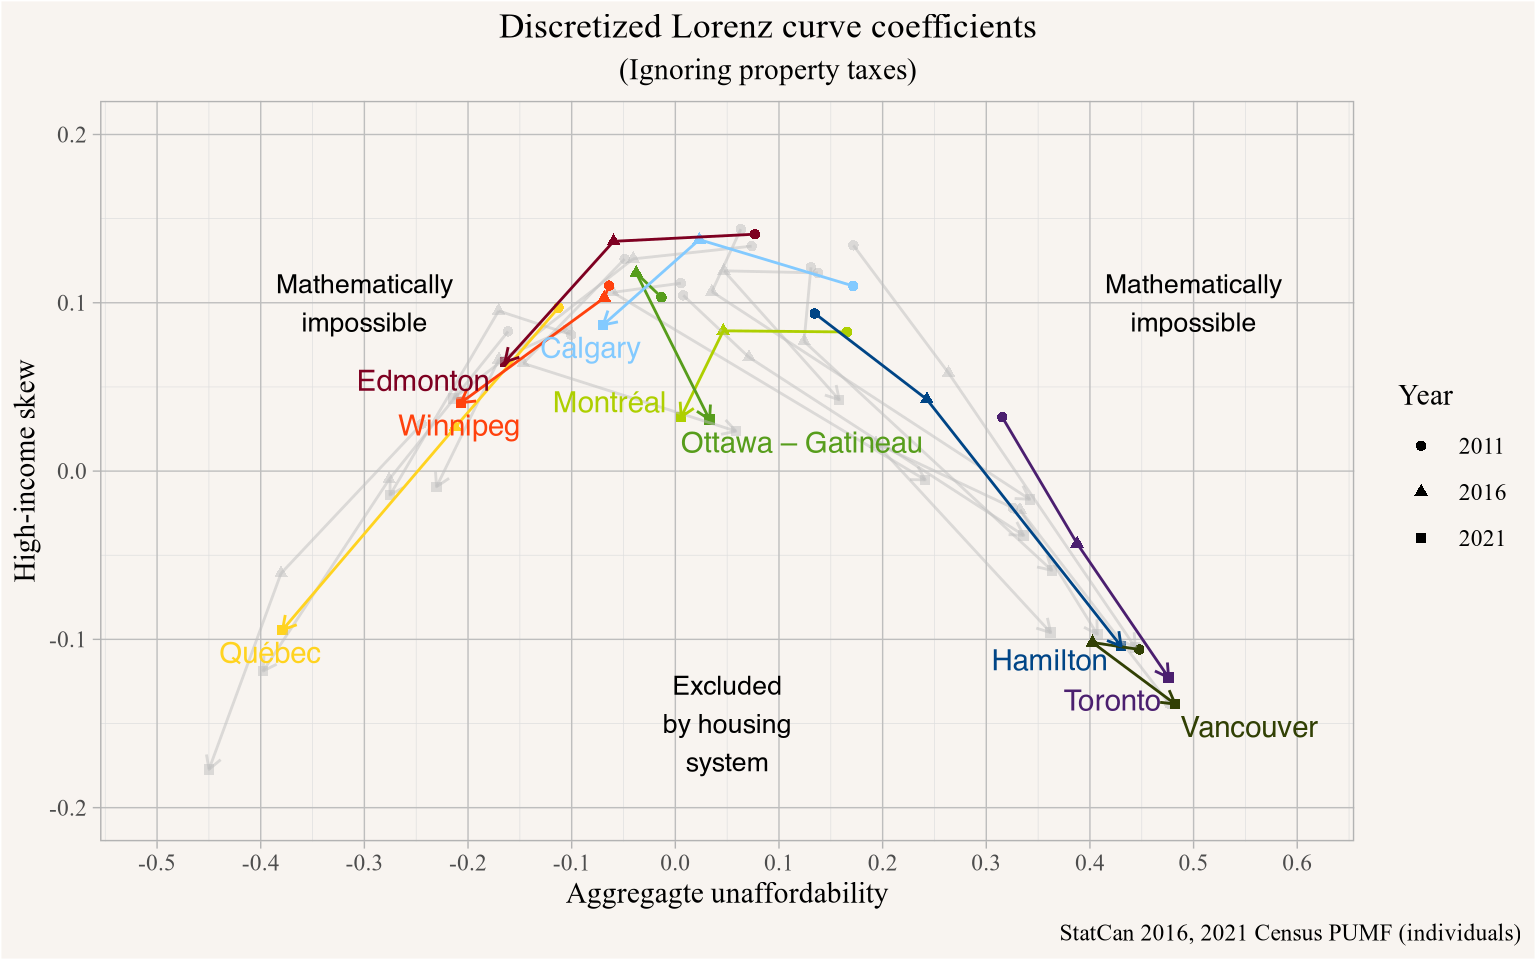 Discretized Lorenz curve coefficients
(Ignoring property taxes)
High-income skew
0.2
0.1
0.0
-0.1
-0.2
Mathematically
impossible
Mathematically
impossible
Calgary
Edmonton
Montréal
Winnipeg
Ottawa – Gatineau
Québec
Hamilton
Excluded
by housing
system
Toronto
Vancouver
Year
2011
2016
2021
-0.5
-0.4
-0.3
-0.2
-0.1
0.0
0.1
0.2
0.3
0.4
0.5
0.6
Aggregagte unaffordability
StatCan 2016, 2021 Census PUMF (individuals)